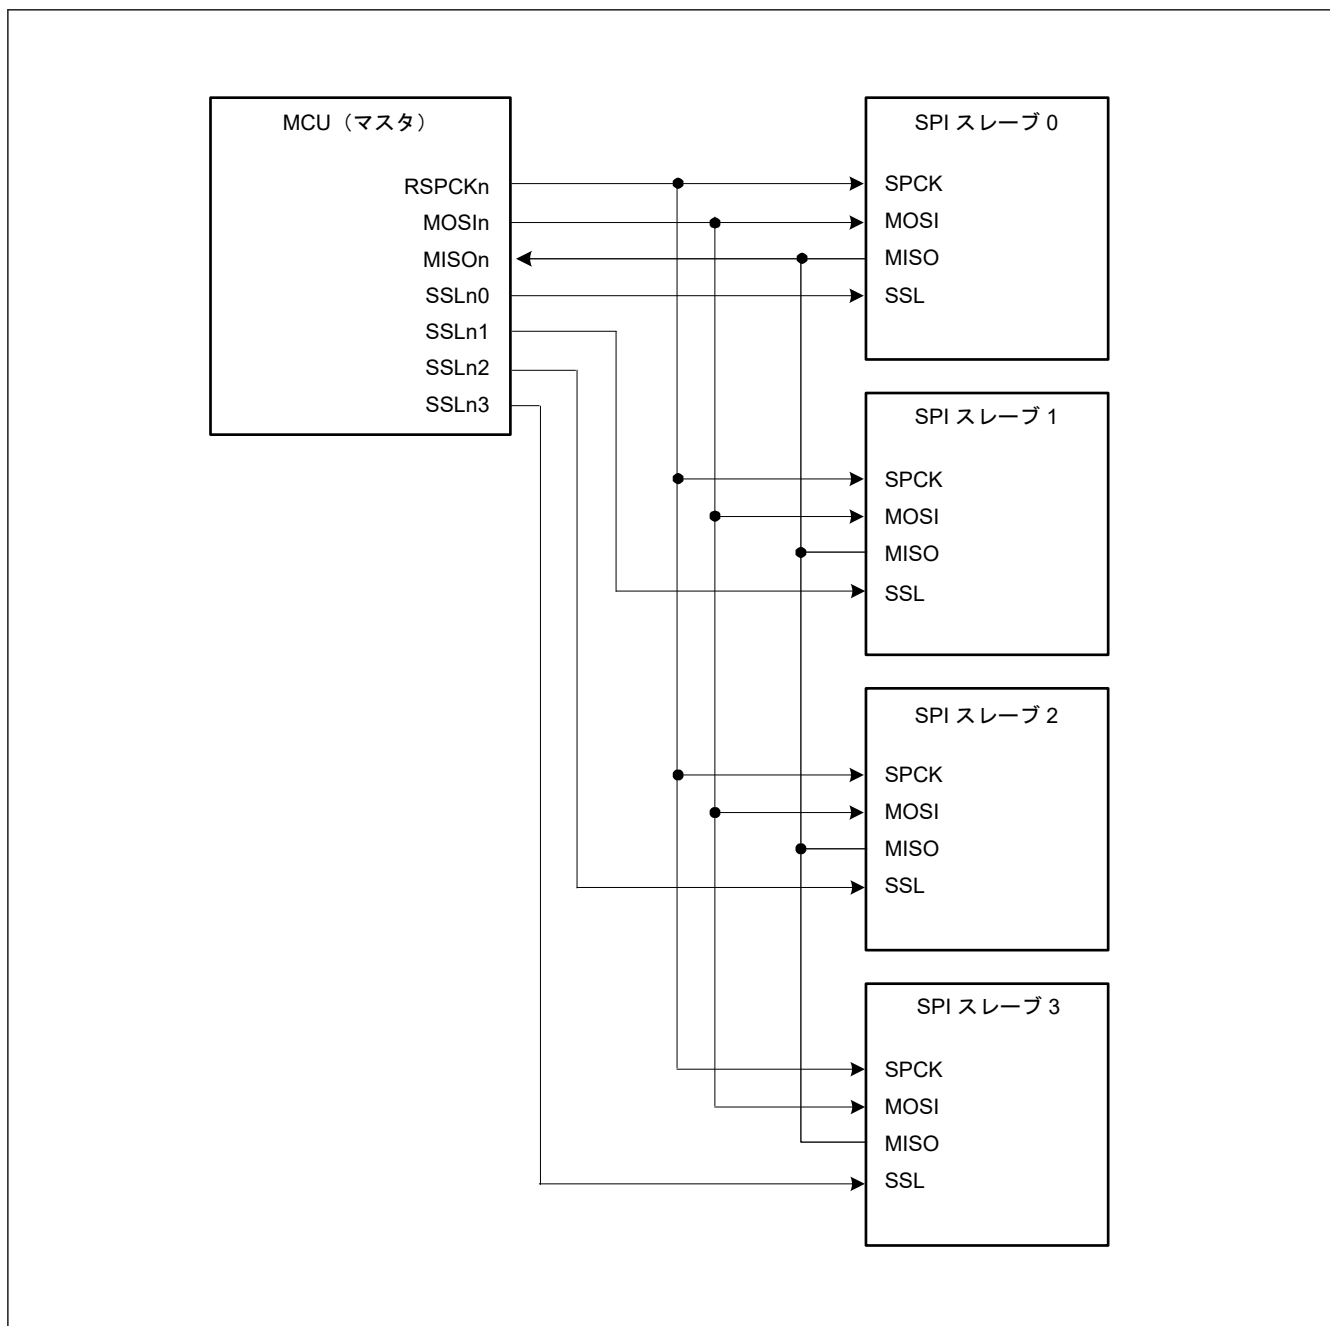 MCU（マスタ）
RSPCKn
MOSIn
MISOn
SSLn0
SSLn1
SSLn2
SSLn3
SPI スレーブ 0
SPCK
MOSI
MISO
SSL
SPI スレーブ 1
SPCK
MOSI
MISO
SSL
SPI スレーブ 2
SPCK
MOSI
MISO
SSL
SPI スレーブ 3
SPCK
MOSI
MISO
SSL